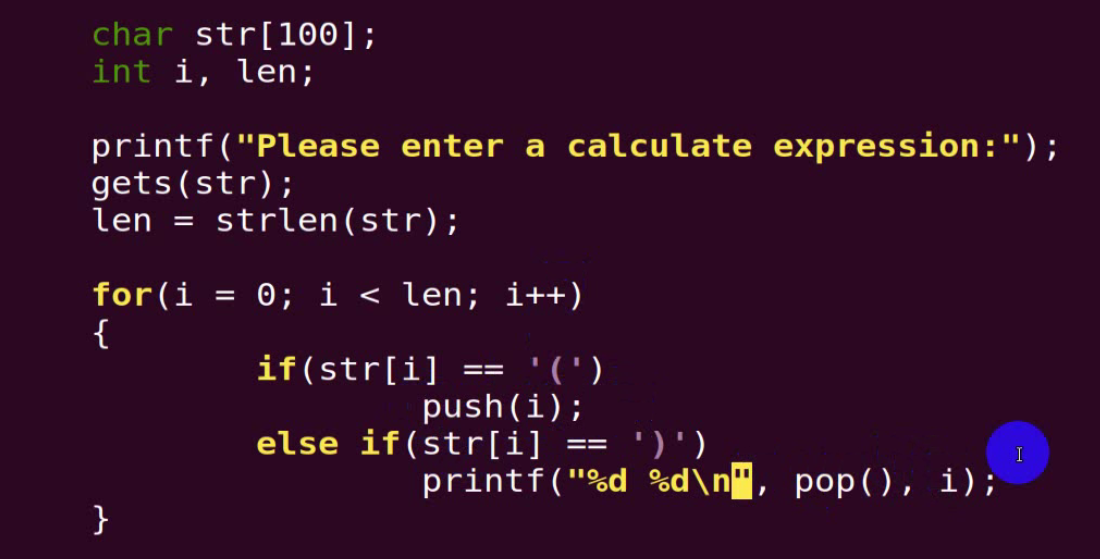 char str[100];
int i, len;
printf("Please enter a calculate expression:");
gets(str);
len = strlen(str);
for(i = 0; i < len; i++)
{
if(str[i] == '(')
push(i);
else if(str[i] == ')')
printf("%d %d\n", pop(), i);
}